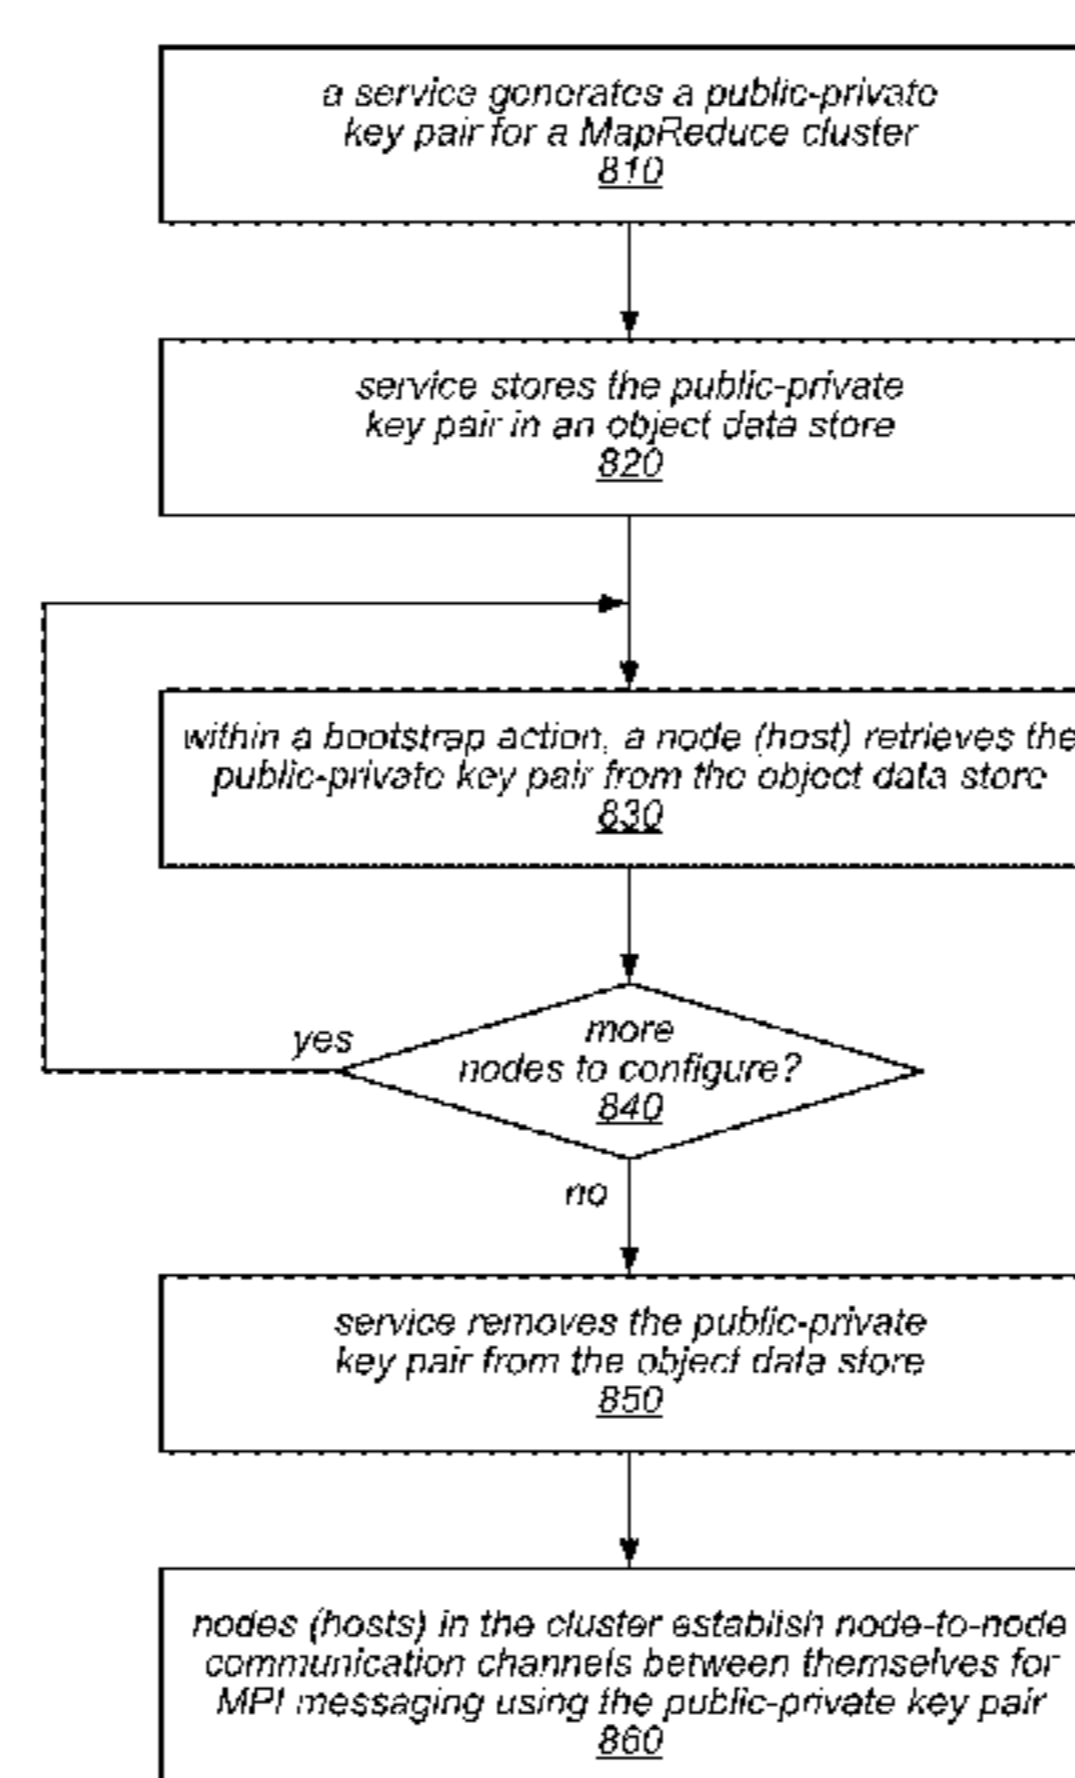 a service generates a public-private
key pair for a MapReduce cluster
810
service stores the public-private
key pair in an object data store
820
within a bootstrap action, a node (host) retrieves the
public-private key pair from the object data store
830
yes
more
nodes to configure?
840
no
service removes the public-private
key pair from the object data store
850
nodes (hosts) in the cluster establish node-to-node
communication channels between themselves for
MPI messaging using the public-private key pair
860